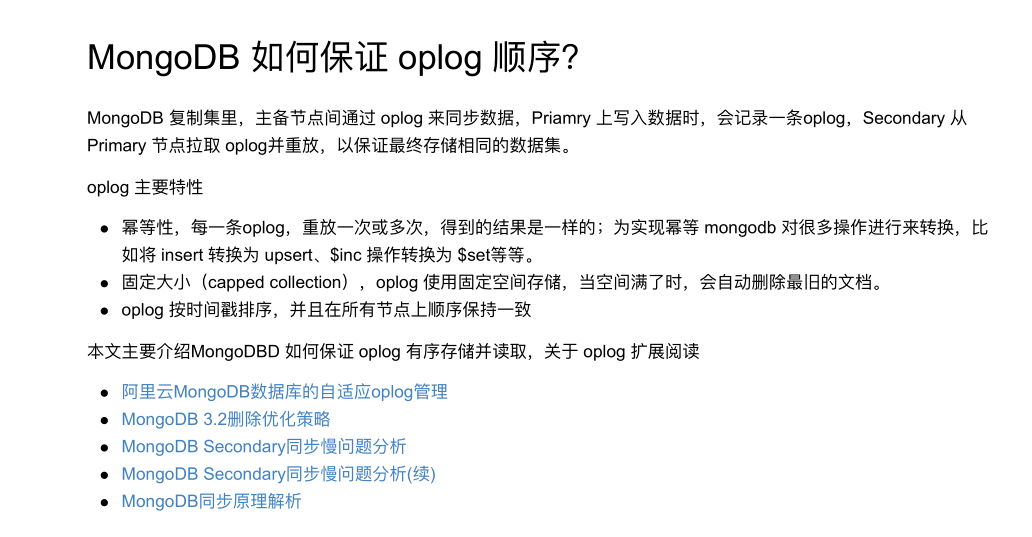 MongoDB 如何保证 oplog 顺序?
MongoDB 复制集里，主备节点间通过 oplog 来同步数据，Priamry 上写入数据时，会记录一条oplog，Secondary 从
Primary 节点拉取 oplog并重放，以保证最终存储相同的数据集。
oplog 主要特性
● 幂等性，每一条oplog，重放一次或多次，得到的结果是一样的；为实现幂等 mongodb 对很多操作进行来转换，比
如将 insert 转换为 upsert、$inc 操作转换为 $set等等。
● 固定大小（capped collection），oplog 使用固定空间存储，当空间满了时，会自动删除最旧的文档。
● oplog 按时间戳排序，并且在所有节点上顺序保持一致
本文主要介绍MongoDBD 如何保证 oplog 有序存储并读取，关于 oplog 扩展阅读
● 阿里云MongoDB数据库的自适应oplog管理
● MongoDB 3.2删除优化策略
● MongoDB Secondary同步慢问题分析
● MongoDB Secondary同步慢问题分析(续)
● MongoDB同步原理解析